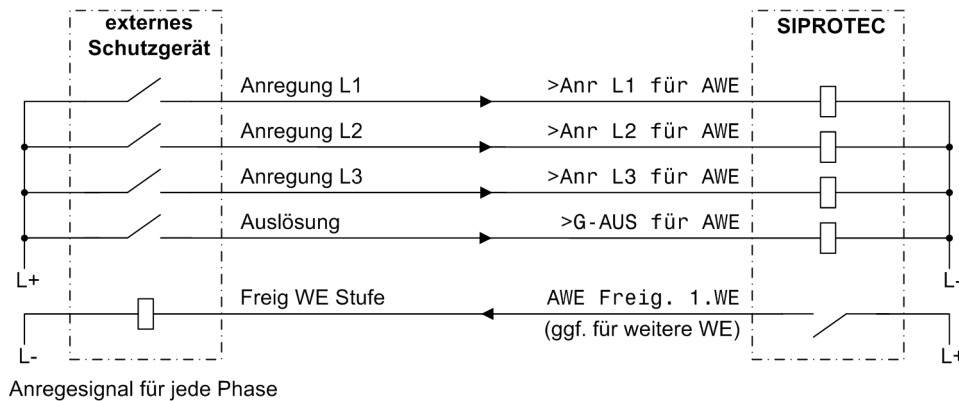 externes
Schutzgerät
SIPROTEC
Anregung L1
>Anr L1 für AWE
Anregung L2
>Anr L2 für AWE
Anregung L3
>Anr L3 für AWE
Auslösung
>G-AUS für AWE
L+
L-
Freig WE Stufe
AWE Freig. 1.WE
(ggf. für weitere WE)
L-
L+
Anregesignal für jede Phase